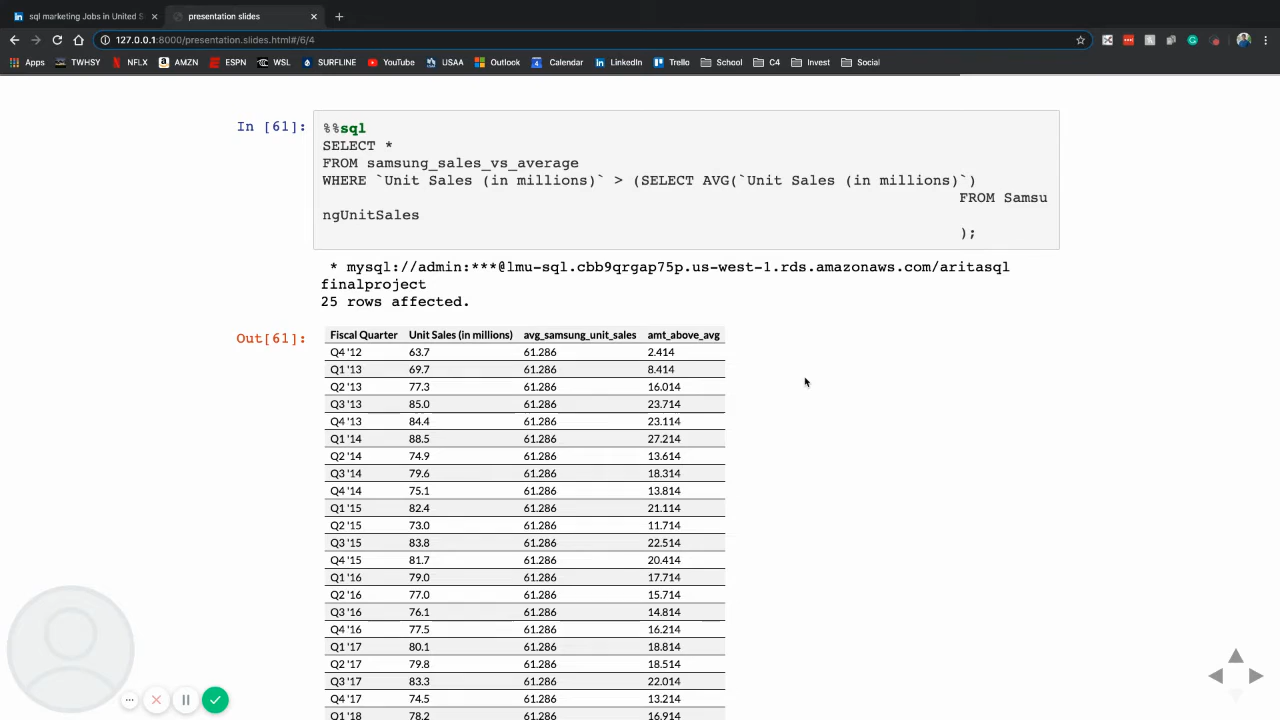 sql marketing Jobs in United S
presentation slides
127.0.0.1:8000/presentation.slides.html#/6/4
Apps TWHSY NFLX AMZN ESPN WSL SURFLINE YouTube USAA Outlook Calendar LinkedIn Trello School C4 Invest Social
In [61]:
%%sql
SELECT *
FROM samsung_sales_vs_average
WHERE `Unit Sales (in millions)` > (SELECT AVG(`Unit Sales (in millions)`)
FROM Samsu
ngUnitSales
);
* mysql://admin:***@lmu-sql.cbb9qrgap75p.us-west-1.rds.amazonaws.com/aritasql
finalproject
25 rows affected.
Out[61]:
Fiscal Quarter Unit Sales (in millions) avg_samsung_unit_sales amt_above_avg
Q4 '12 63.7 61.286 2.414
Q1 '13 69.7 61.286 8.414
Q2 '13 77.3 61.286 16.014
Q3 '13 85.0 61.286 23.714
Q4 '13 84.4 61.286 23.114
Q1 '14 88.5 61.286 27.214
Q2 '14 74.9 61.286 13.614
Q3 '14 79.6 61.286 18.314
Q4 '14 75.1 61.286 13.814
Q1 '15 82.4 61.286 21.114
Q2 '15 73.0 61.286 11.714
Q3 '15 83.8 61.286 22.514
Q4 '15 81.7 61.286 20.414
Q1 '16 79.0 61.286 17.714
Q2 '16 77.0 61.286 15.714
Q3 '16 76.1 61.286 14.814
Q4 '16 77.5 61.286 16.214
Q1 '17 80.1 61.286 18.814
Q2 '17 79.8 61.286 18.514
Q3 '17 83.3 61.286 22.014
Q4 '17 74.5 61.286 13.214
Q1 '18 78.2 61.286 16.914